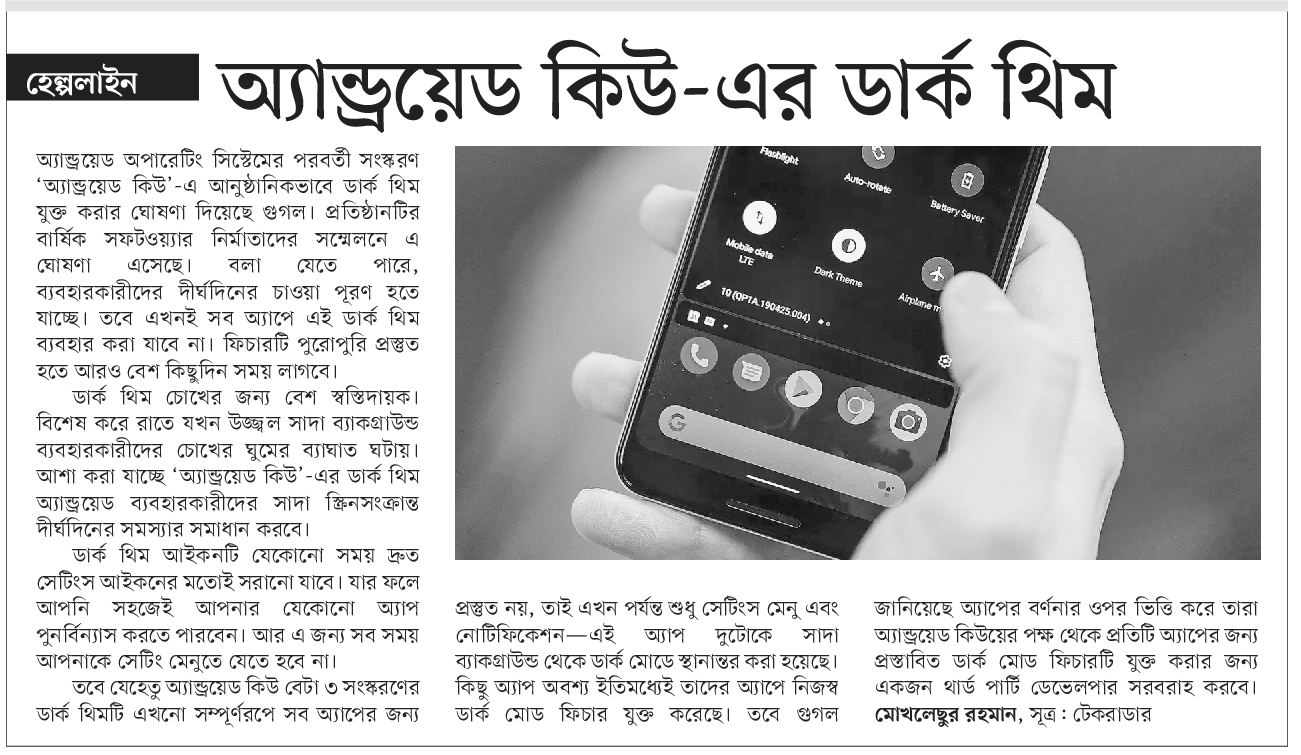 হেল্পলাইন
অ্যান্ড্রয়েড কিউ-এর ডার্ক থিম
অ্যান্ড্রয়েড অপারেটিং সিস্টেমের পরবর্তী সংস্করণ
‘অ্যান্ড্রয়েড কিউ’-এ আনুষ্ঠানিকভাবে ডার্ক থিম
যুক্ত করার ঘোষণা দিয়েছে গুগল। প্রতিষ্ঠানটির
বার্ষিক সফটওয়্যার নির্মাতাদের সম্মেলনে এ
ঘোষণা এসেছে। বলা যেতে পারে,
ব্যবহারকারীদের দীর্ঘদিনের চাওয়া পূরণ হতে
যাচ্ছে। তবে এখনই সব অ্যাপে এই ডার্ক থিম
ব্যবহার করা যাবে না। ফিচারটি পুরোপুরি প্রস্তুত
হতে আরও বেশ কিছুদিন সময় লাগবে।
ডার্ক থিম চোখের জন্য বেশ স্বস্তিদায়ক।
বিশেষ করে রাতে যখন উজ্জ্বল সাদা ব্যাকগ্রাউন্ড
ব্যবহারকারীদের চোখের ঘুমের ব্যাঘাত ঘটায়।
আশা করা যাচ্ছে ‘অ্যান্ড্রয়েড কিউ’-এর ডার্ক থিম
অ্যান্ড্রয়েড ব্যবহারকারীদের সাদা স্ক্রিনসংক্রান্ত
দীর্ঘদিনের সমস্যার সমাধান করবে।
ডার্ক থিম আইকনটি যেকোনো সময় দ্রুত
সেটিংস আইকনের মতোই সরানো যাবে। যার ফলে
আপনি সহজেই আপনার যেকোনো অ্যাপ
পুনর্বিন্যাস করতে পারবেন। আর এ জন্য সব সময়
আপনাকে সেটিং মেনুতে যেতে হবে না।
তবে যেহেতু অ্যান্ড্রয়েড কিউ বেটা ৩ সংস্করণের
ডার্ক থিমটি এখনো সম্পূর্ণরূপে সব অ্যাপের জন্য
Flashlight
Auto-rotate
Battery Saver
Mobile data
LTE
Dark Theme
Airplane m
10 (QP1A.190425.004)
G
প্রস্তুত নয়, তাই এখন পর্যন্ত শুধু সেটিংস মেনু এবং
নোটিফিকেশন—এই অ্যাপ দুটোকে সাদা
ব্যাকগ্রাউন্ড থেকে ডার্ক মোডে স্থানান্তর করা হয়েছে।
কিছু অ্যাপ অবশ্য ইতিমধ্যেই তাদের অ্যাপে নিজস্ব
ডার্ক মোড ফিচার যুক্ত করেছে। তবে গুগল
জানিয়েছে অ্যাপের বর্ণনার ওপর ভিত্তি করে তারা
অ্যান্ড্রয়েড কিউয়ের পক্ষ থেকে প্রতিটি অ্যাপের জন্য
প্রস্তাবিত ডার্ক মোড ফিচারটি যুক্ত করার জন্য
একজন থার্ড পার্টি ডেভেলপার সরবরাহ করবে।
মোখলেছুর রহমান, সূত্র : টেকরাডার